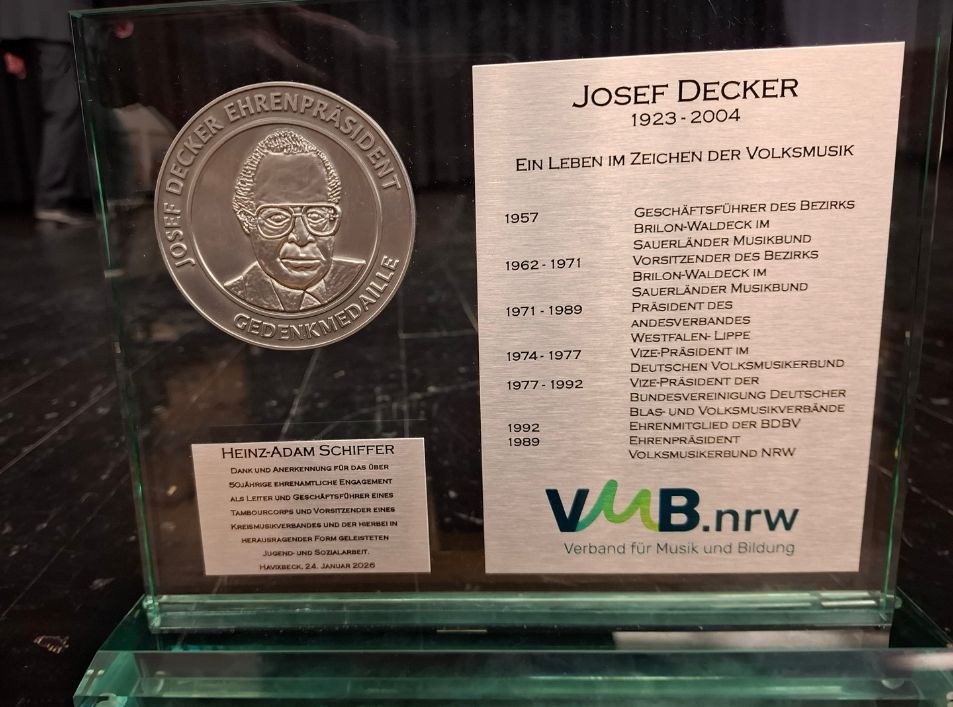 JOSEF DECKER EHRENPRÄSIDENT
GEDENKMEDAILLE
HEINZ-ADAM SCHIFFER
DANK UND ANERKENNUNG FÜR DAS ÜBER
50JÄHRIGE EHRENAMTLICHE ENGAGEMENT
ALS LEITER UND GESCHÄFTSFÜHRER EINES
TAMBOURCORPS UND VORSITZENDER EINES
KREISMUSIKVERBANDES UND DER HIERBEI IN
HERAUSRAGENDER FORM GELEISTETEN
JUGEND- UND SOZIALARBEIT.
HAVIXBECK, 24. JANUAR 2026
JOSEF DECKER
1923 - 2004
EIN LEBEN IM ZEICHEN DER VOLKSMUSIK
1957 GESCHÄFTSFÜHRER DES BEZIRKS
BRILON-WALDECK IM
SAUERLÄNDER MUSIKBUND
1962 - 1971 VORSITZENDER DES BEZIRKS
BRILON-WALDECK IM
SAUERLÄNDER MUSIKBUND
1971 - 1989 PRÄSIDENT DES
ANDESVERBANDES
WESTFALEN- LIPPE
1974 - 1977 VIZE-PRÄSIDENT IM
DEUTSCHEN VOLKSMUSIKERBUND
1977 - 1992 VIZE-PRÄSIDENT DER
BUNDESVEREINIGUNG DEUTSCHER
BLAS- UND VOLKSMUSIKVERBÄNDE
1992 EHRENMITGLIED DER BDBV
1989 EHRENPRÄSIDENT
VOLKSMUSIKERBUND NRW
VMB.nrw
Verband für Musik und Bildung